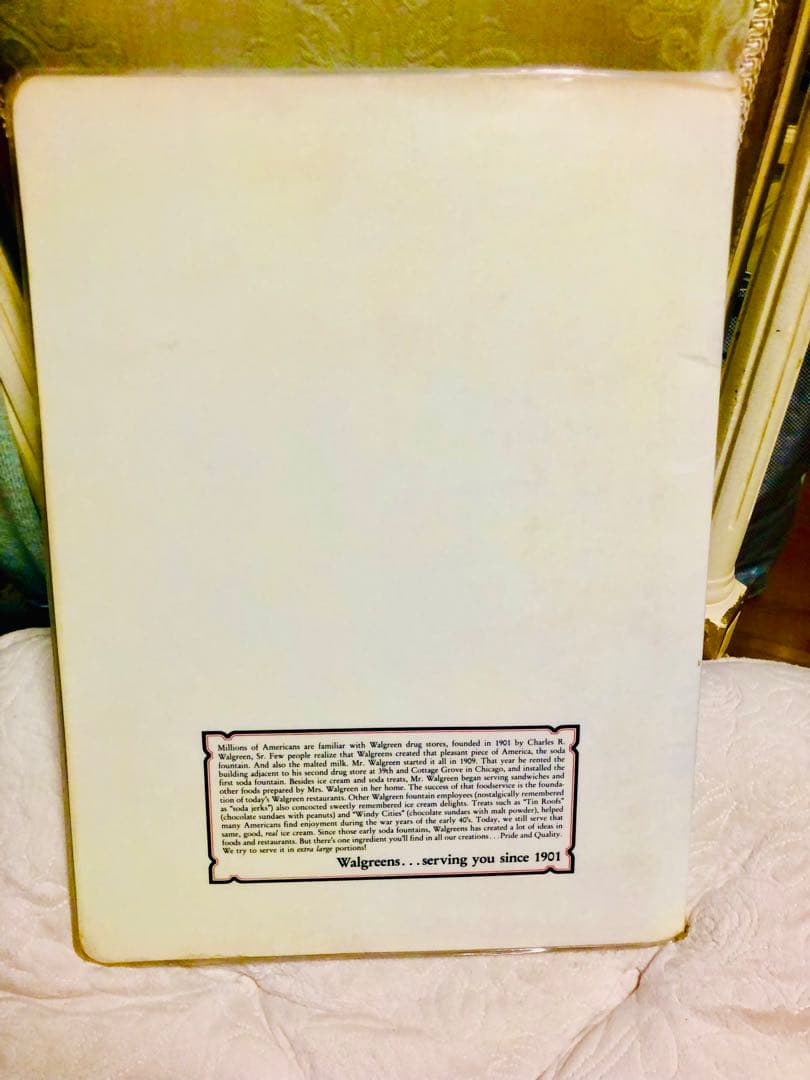 Millions of Americans are familiar with Walgreen drug stores, founded in 1901 by Charles R.
Walgreen, Sr. Few people realize that Walgreens created that pleasant piece of America, the soda
fountain. And also the malted milk. Mr. Walgreen started it all in 1909. That year he rented the
building adjacent to his second drug store at 39th and Cottage Grove in Chicago, and installed the
first soda fountain. Besides ice cream and soda treats, Mr. Walgreen began serving sandwiches and
other foods prepared by Mrs. Walgreen in her home. The success of that foodservice is the founda-
tion of today's Walgreen restaurants. Other Walgreen fountain employees (nostalgically remembered
as "soda jerks") also concocted sweetly remembered ice cream delights. Treats such as "Tin Roofs"
(chocolate sundaes with peanuts) and "Windy Cities" (chocolate sundaes with malt powder), helped
many Americans find enjoyment during the war years of the early 40's. Today, we still serve that
same, good, real ice cream. Since those early soda fountains, Walgreens has created a lot of ideas in
foods and restaurants. But there's one ingredient you'll find in all our creations...Pride and Quality.
We try to serve it in extra large portions!
Walgreens...serving you since 1901